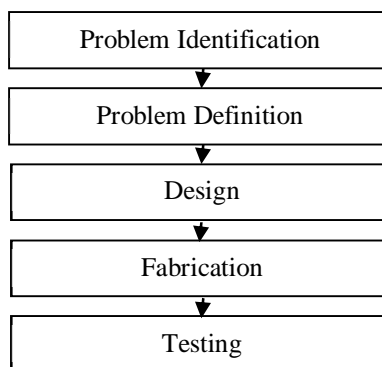 Problem Identification
Problem Definition
Design
Fabrication
Testing